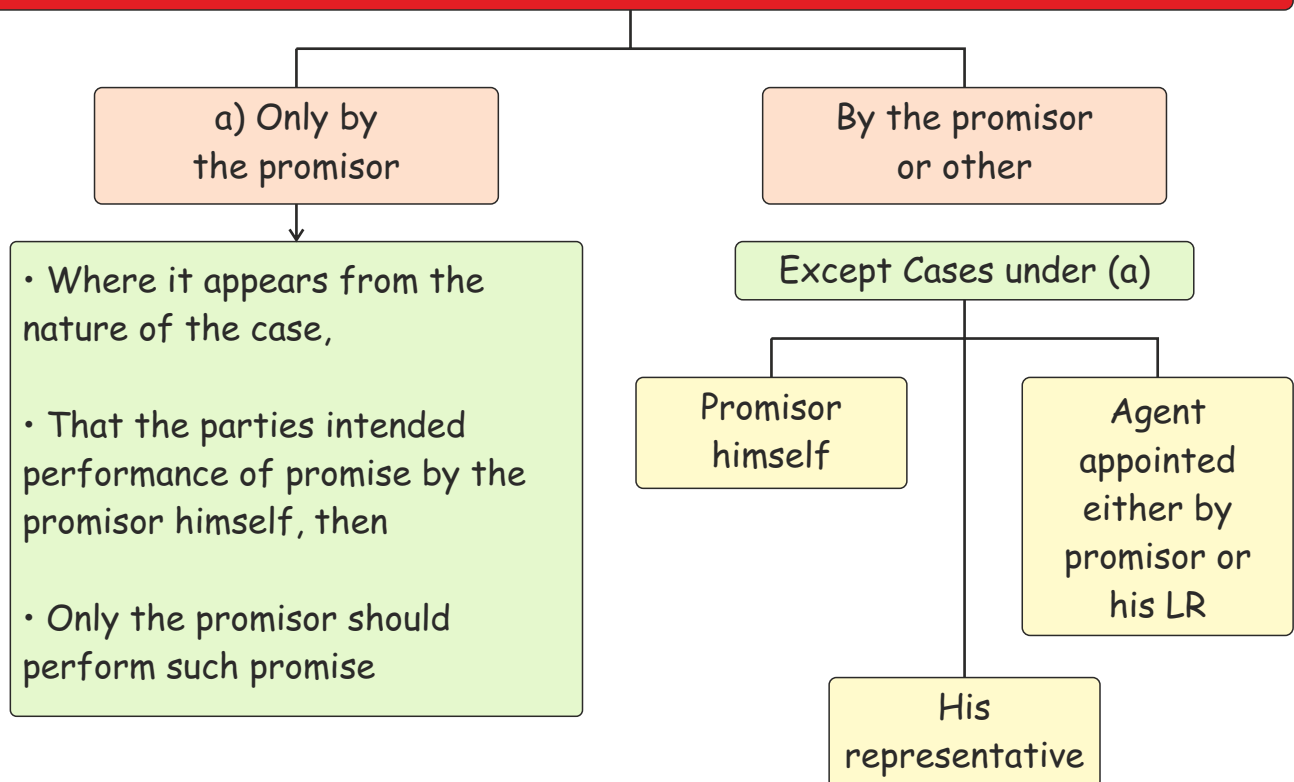 a) Only by
the promisor
By the promisor
or other
• Where it appears from the
nature of the case,
• That the parties intended
performance of promise by the
promisor himself, then
• Only the promisor should
perform such promise
Except Cases under (a)
Promisor
himself
Agent
appointed
either by
promisor or
his LR
His
representative